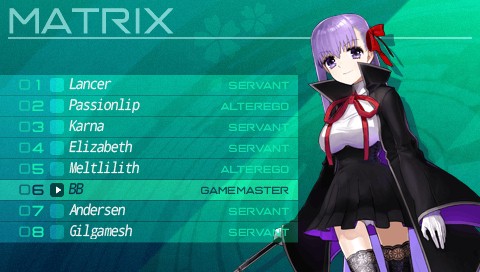 MATRIX
01 Lancer SERVANT
02 Passionlip ALTEREGO
03 Karna SERVANT
04 Elizabeth SERVANT
05 Meltlilith ALTEREGO
06 BB GAMEMASTER
07 Andersen SERVANT
08 Gilgamesh SERVANT